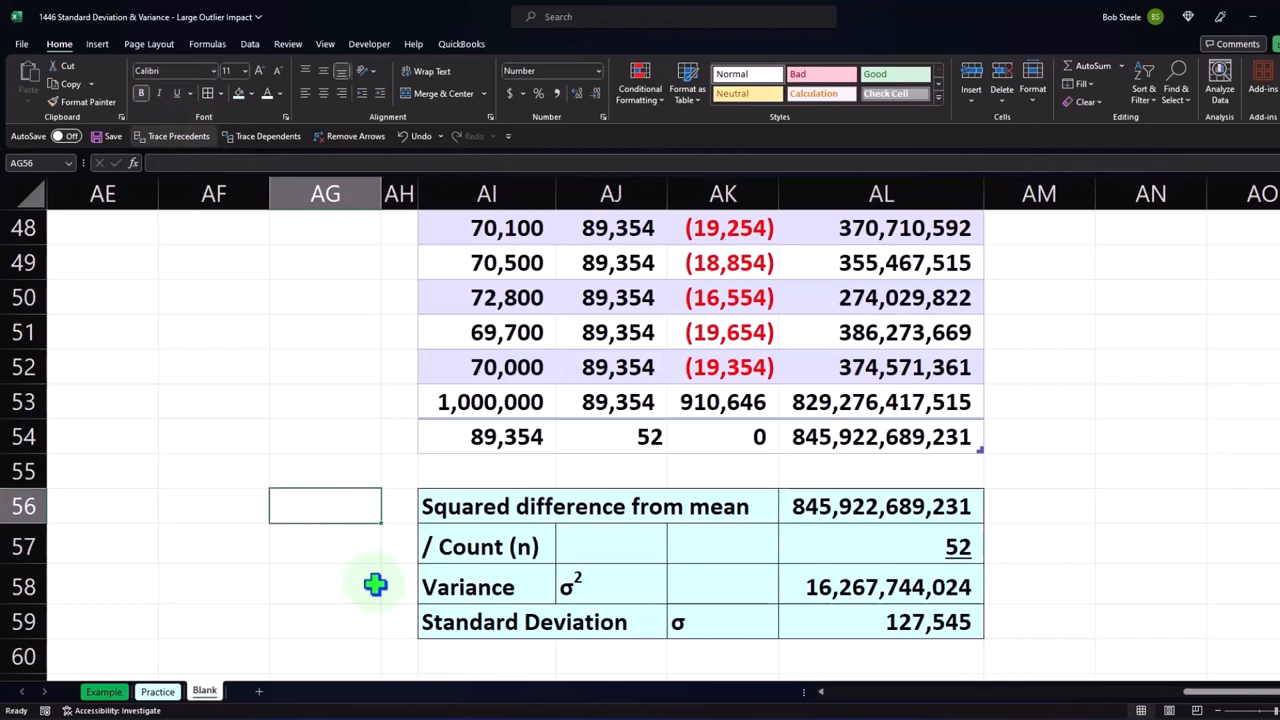 1446 Standard Deviation & Variance - Large Outlier Impact
Search
Bob Steele BS
File Home Insert Page Layout Formulas Data Review View Developer Help QuickBooks Comments
Paste Cut Copy Format Painter
Calibri 11
B I U
Wrap Text
Merge & Center
Number
$ % ,
Conditional Formatting
Format as Table
Normal Bad Good
Neutral Calculation Check Cell
Insert Delete Format
AutoSum
Fill
Clear
Sort & Filter
Find & Select
Analyze Data
Add-ins
Clipboard Font Alignment Number Styles Cells Editing Analysis Add-ins
AutoSave Off Save Trace Precedents Trace Dependents Remove Arrows Undo Redo
AG56 fx
AE AF AG AH AI AJ AK AL AM AN AO
48 70,100 89,354 (19,254) 370,710,592
49 70,500 89,354 (18,854) 355,467,515
50 72,800 89,354 (16,554) 274,029,822
51 69,700 89,354 (19,654) 386,273,669
52 70,000 89,354 (19,354) 374,571,361
53 1,000,000 89,354 910,646 829,276,417,515
54 89,354 52 0 845,922,689,231
55
56 Squared difference from mean 845,922,689,231
57 / Count (n) 52
58 Variance σ² 16,267,744,024
59 Standard Deviation σ 127,545
60
Example Practice Blank
Ready Accessibility: Investigate